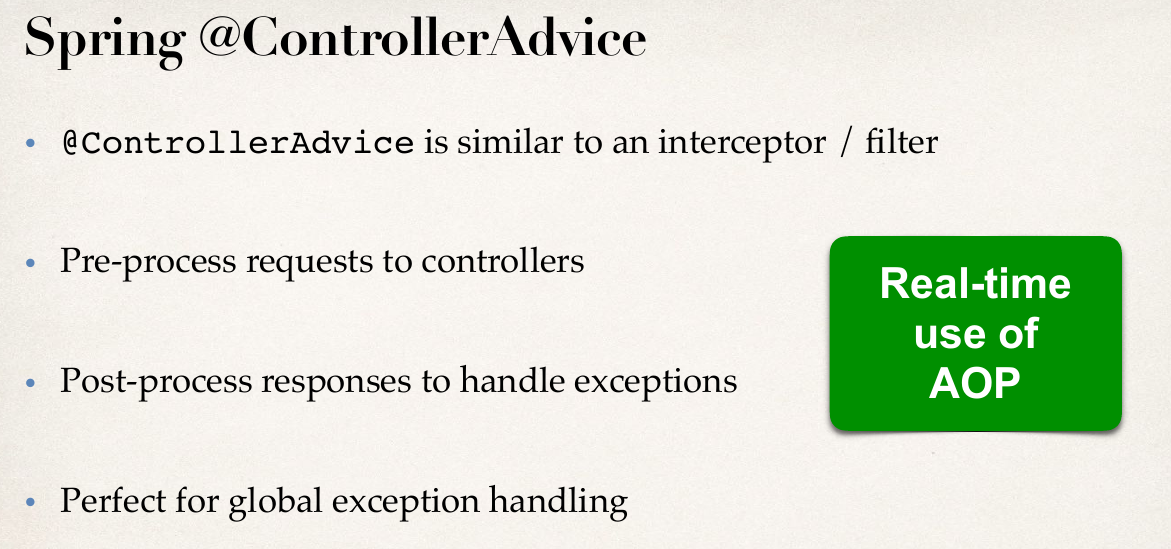 Spring @ControllerAdvice
• @ControllerAdvice is similar to an interceptor / filter
• Pre-process requests to controllers
• Post-process responses to handle exceptions
• Perfect for global exception handling
Real-time
use of
AOP